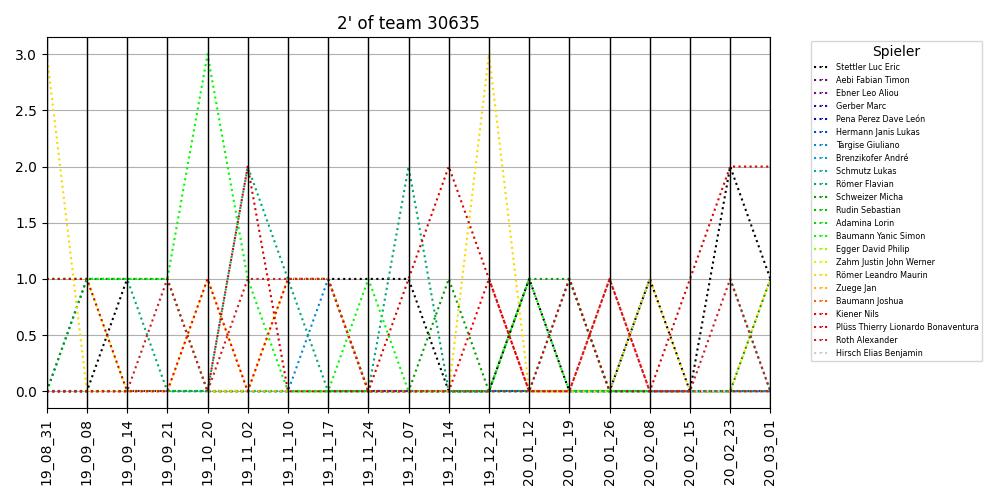 2' of team 30635
3.0
2.5
2.0
1.5
1.0
0.5
0.0
19_08_31
19_09_08
19_09_14
19_09_21
19_10_20
19_11_02
19_11_10
19_11_17
19_11_24
19_12_07
19_12_14
19_12_21
20_01_12
20_01_19
20_01_26
20_02_08
20_02_15
20_02_23
20_03_01
Spieler
Stettler Luc Eric
Aebi Fabian Timon
Ebner Leo Aliou
Gerber Marc
Pena Perez Dave León
Hermann Janis Lukas
Targise Giuliano
Brenzikofer André
Schmutz Lukas
Römer Flavian
Schweizer Micha
Rudin Sebastian
Adamina Lorin
Baumann Yanic Simon
Egger David Philip
Zahm Justin John Werner
Römer Leandro Maurin
Zuege Jan
Baumann Joshua
Kiener Nils
Plüss Thierry Lionardo Bonaventura
Roth Alexander
Hirsch Elias Benjamin